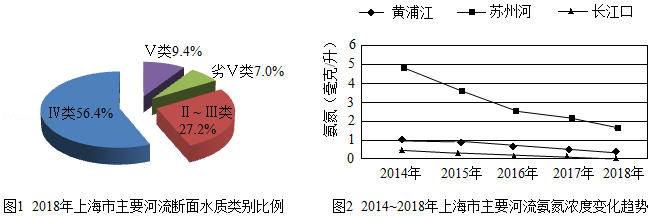 Ⅴ类9.4%
劣Ⅴ类7.0%
Ⅳ类56.4%
Ⅱ~Ⅲ类
27.2%
图1 2018年上海市主要河流断面水质类别比例
黄浦江 苏州河 长江口
氨氮（毫克/升）
6
5
4
3
2
1
0
2014年 2015年 2016年 2017年 2018年
图2 2014~2018年上海市主要河流氨氮浓度变化趋势